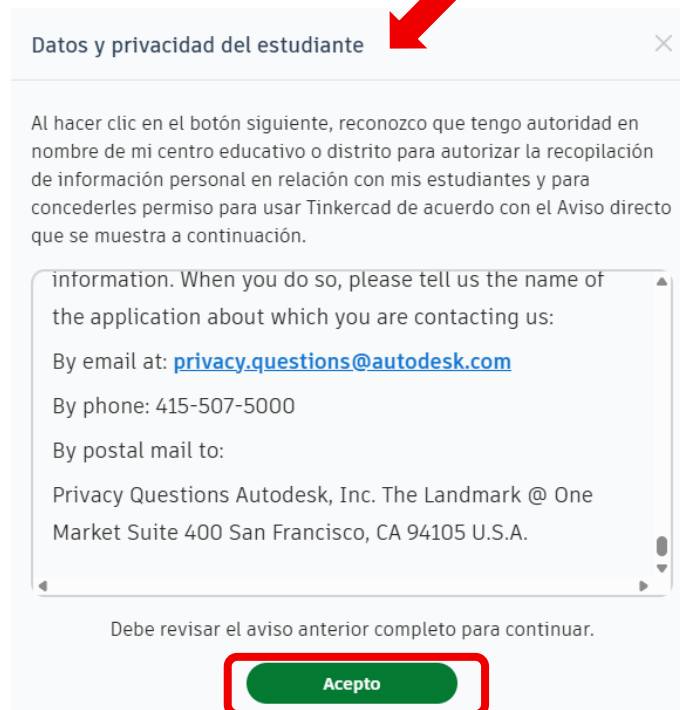 Datos y privacidad del estudiante
Al hacer clic en el botón siguiente, reconozco que tengo autoridad en
nombre de mi centro educativo o distrito para autorizar la recopilación
de información personal en relación con mis estudiantes y para
concederles permiso para usar Tinkercad de acuerdo con el Aviso directo
que se muestra a continuación.
information. When you do so, please tell us the name of
the application about which you are contacting us:
By email at: privacy.questions@autodesk.com
By phone: 415-507-5000
By postal mail to:
Privacy Questions Autodesk, Inc. The Landmark @ One
Market Suite 400 San Francisco, CA 94105 U.S.A.
Debe revisar el aviso anterior completo para continuar.
Acepto